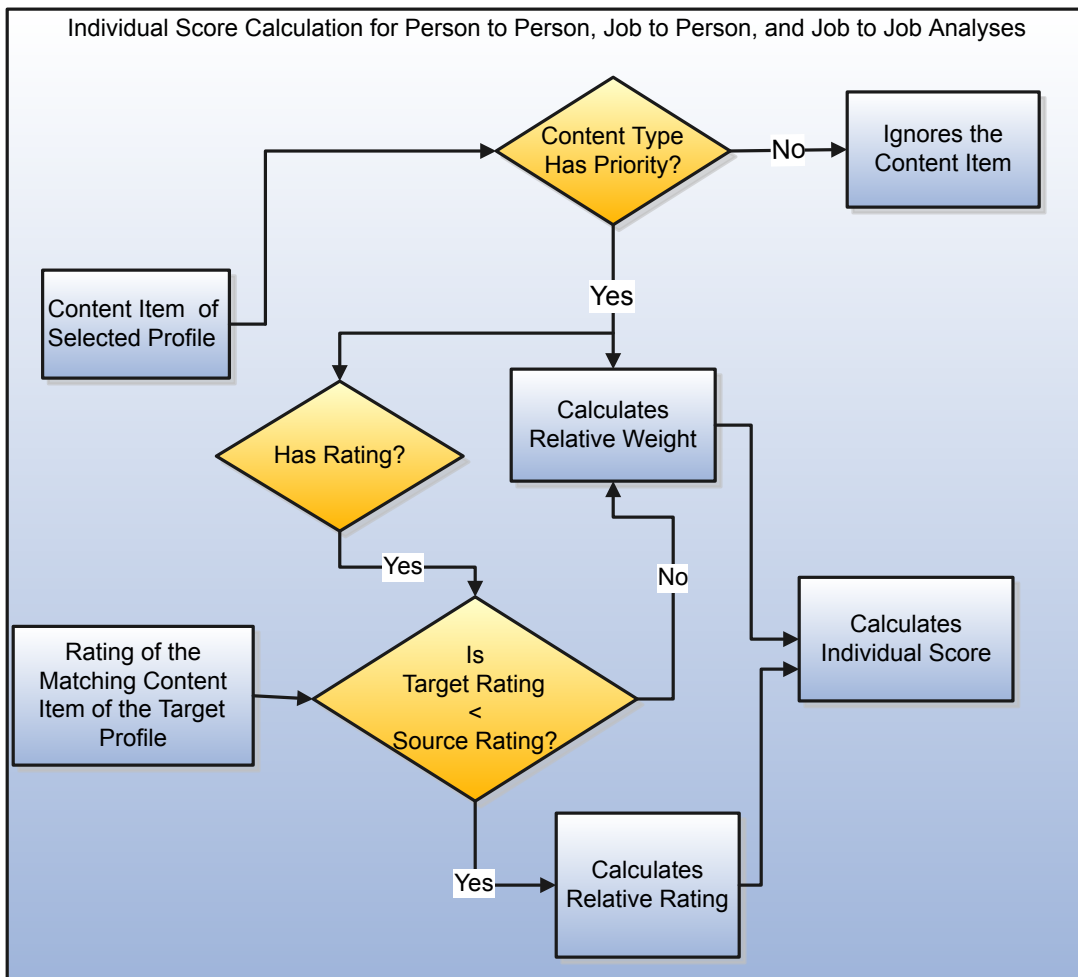 Individual Score Calculation for Person to Person, Job to Person, and Job to Job Analyses
Content Type
Has Priority?
No
Ignores the
Content Item
Content Item of
Selected Profile
Yes
Has Rating?
Calculates
Relative Weight
Yes
No
Rating of the
Matching Content
Item of the Target
Profile
Is
Target Rating
<
Source Rating?
Calculates
Individual Score
Yes
Calculates
Relative Rating